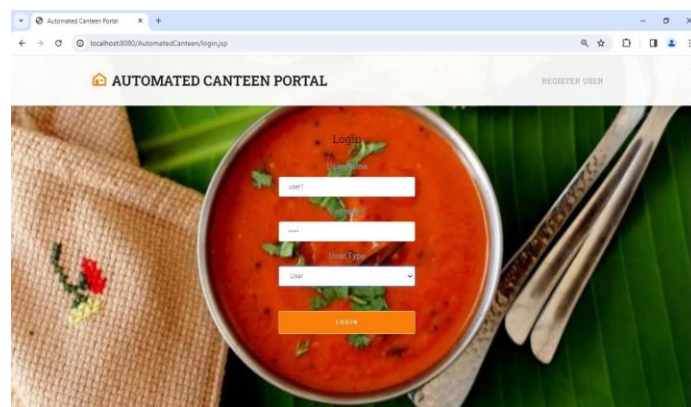 Automated Canteen Portal
localhost:8080/AutomatedCanteen/login.jsp
AUTOMATED CANTEEN PORTAL
REGISTER USER
Login
User Name
user1
Password
•••••
User Type
User
LOGIN